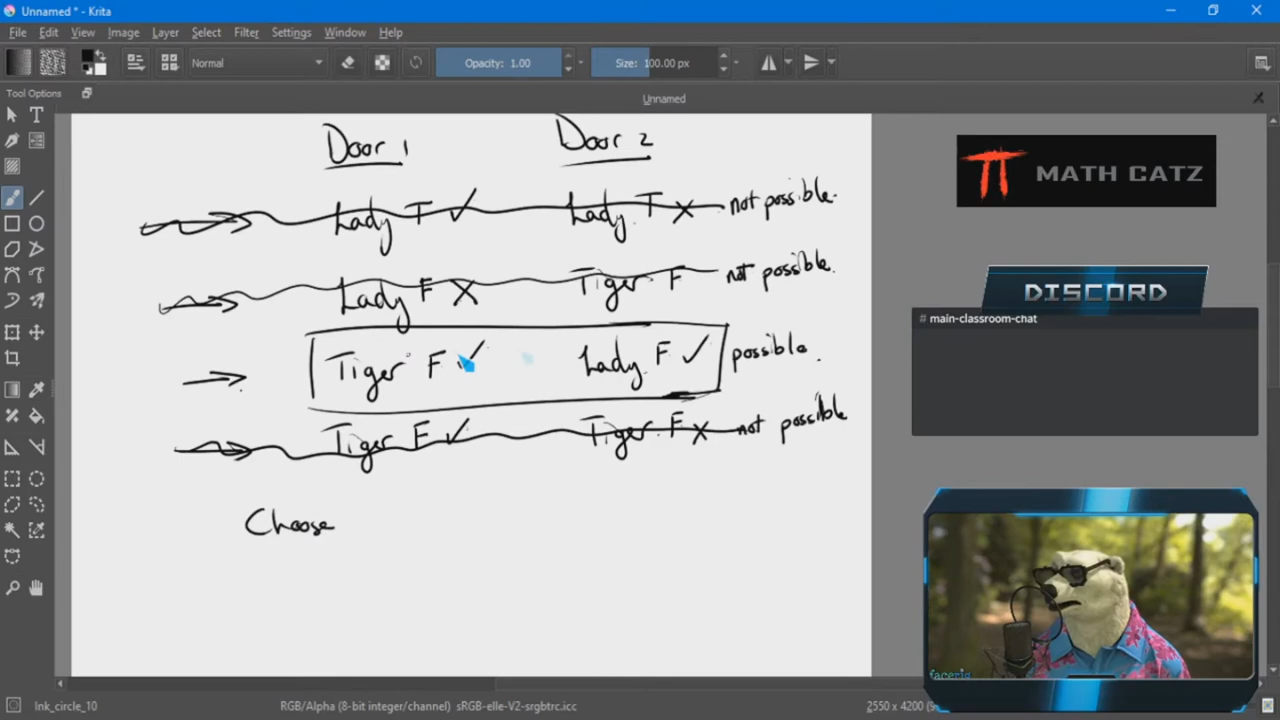 Unnamed * - Krita
File Edit View Image Layer Select Filter Settings Windows Help
Normal Opacity: 1.00 Size: 100.00 px
Tool Options
Unnamed
Door 1 Door 2
Lady T ✓ Lady T X not possible.
Lady F X Tiger F not possible.
Tiger F ✓ Lady F ✓ possible.
Tiger F ✓ Tiger F X not possible
Choose
π MATH CATZ
DISCORD
# main-classroom-chat
facerig
Ink_circle_10 RGB/Alpha (8-bit integer/channel) sRGB-elle-V2-srgbtrc.icc 2550 x 4200 (9